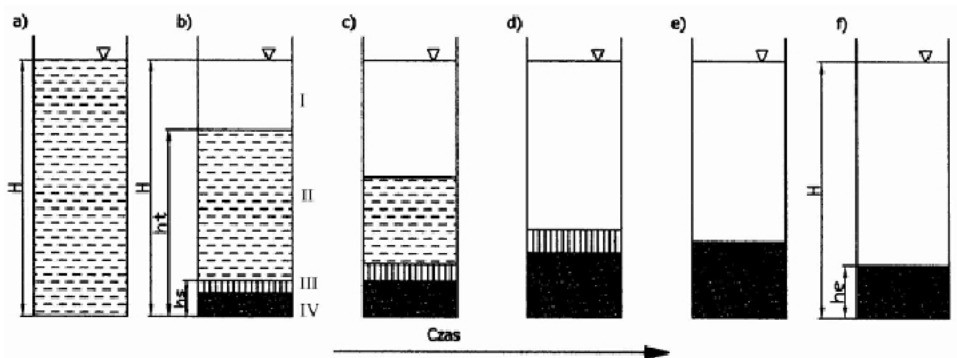 a) b) c) d) e) f)
H H ht hs I II III IV H he
Czas